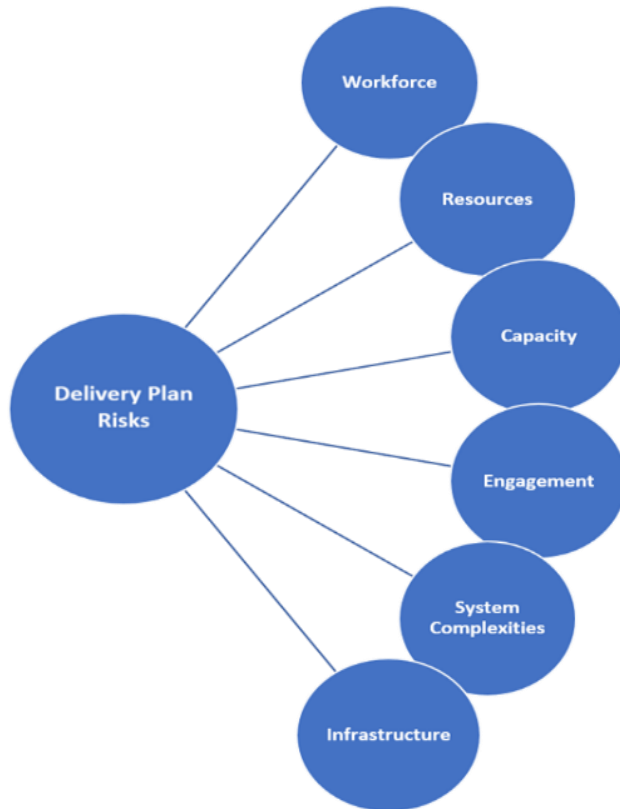 Workforce
Resources
Capacity
Delivery Plan
Risks
Engagement
System
Complexities
Infrastructure